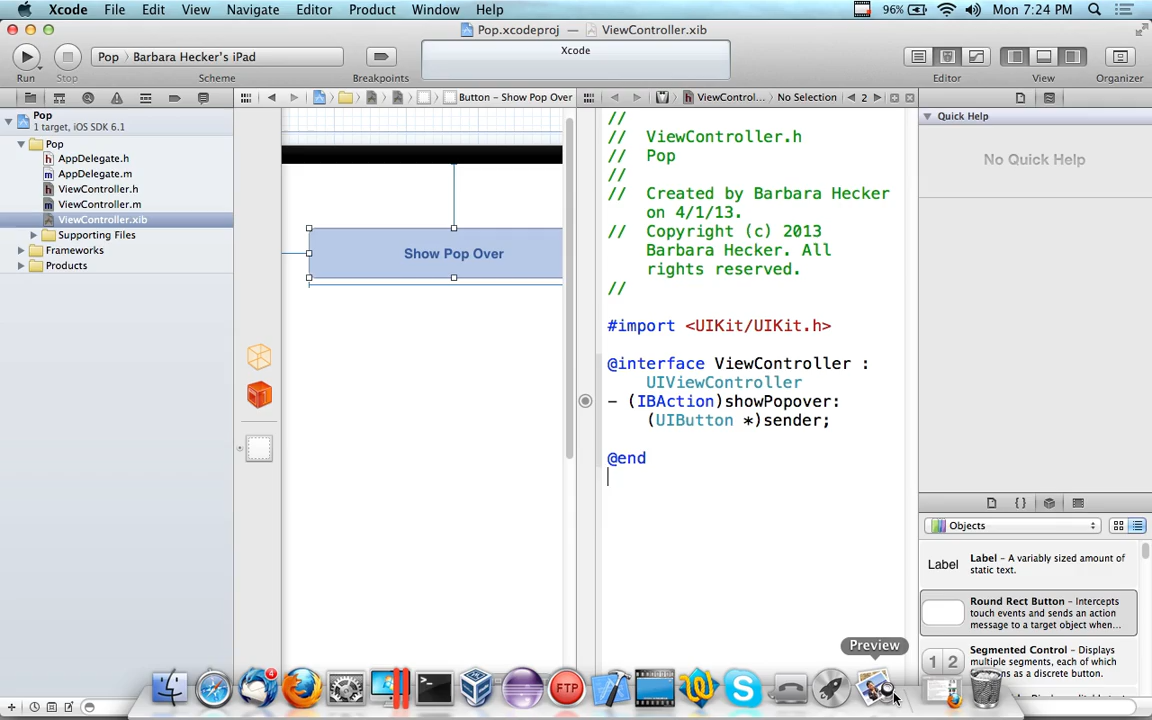 Xcode File Edit View Navigate Editor Product Window Help 96% Mon 7:24 PM
Pop.xcodeproj — ViewController.xib
Pop Barbara Hecker's iPad
Xcode
Run Stop Scheme Breakpoints Editor View Organizer
Button – Show Pop Over
ViewControl... No Selection 2
Pop
1 target, iOS SDK 6.1
Pop
AppDelegate.h
AppDelegate.m
ViewController.h
ViewController.m
ViewController.xib
Supporting Files
Frameworks
Products
Show Pop Over
//
// ViewController.h
// Pop
//
// Created by Barbara Hecker
on 4/1/13.
// Copyright (c) 2013
Barbara Hecker. All
rights reserved.
//
#import <UIKit/UIKit.h>
@interface ViewController :
UIViewController
- (IBAction)showPopover:
(UIButton *)sender;
@end
Quick Help
No Quick Help
{ }
Objects
Label
Label – A variably sized amount of
static text.
Round Rect Button – Intercepts
touch events and sends an action
message to a target object when...
1 2
Segmented Control – Displays
multiple segments, each of which
Preview
4
FTP